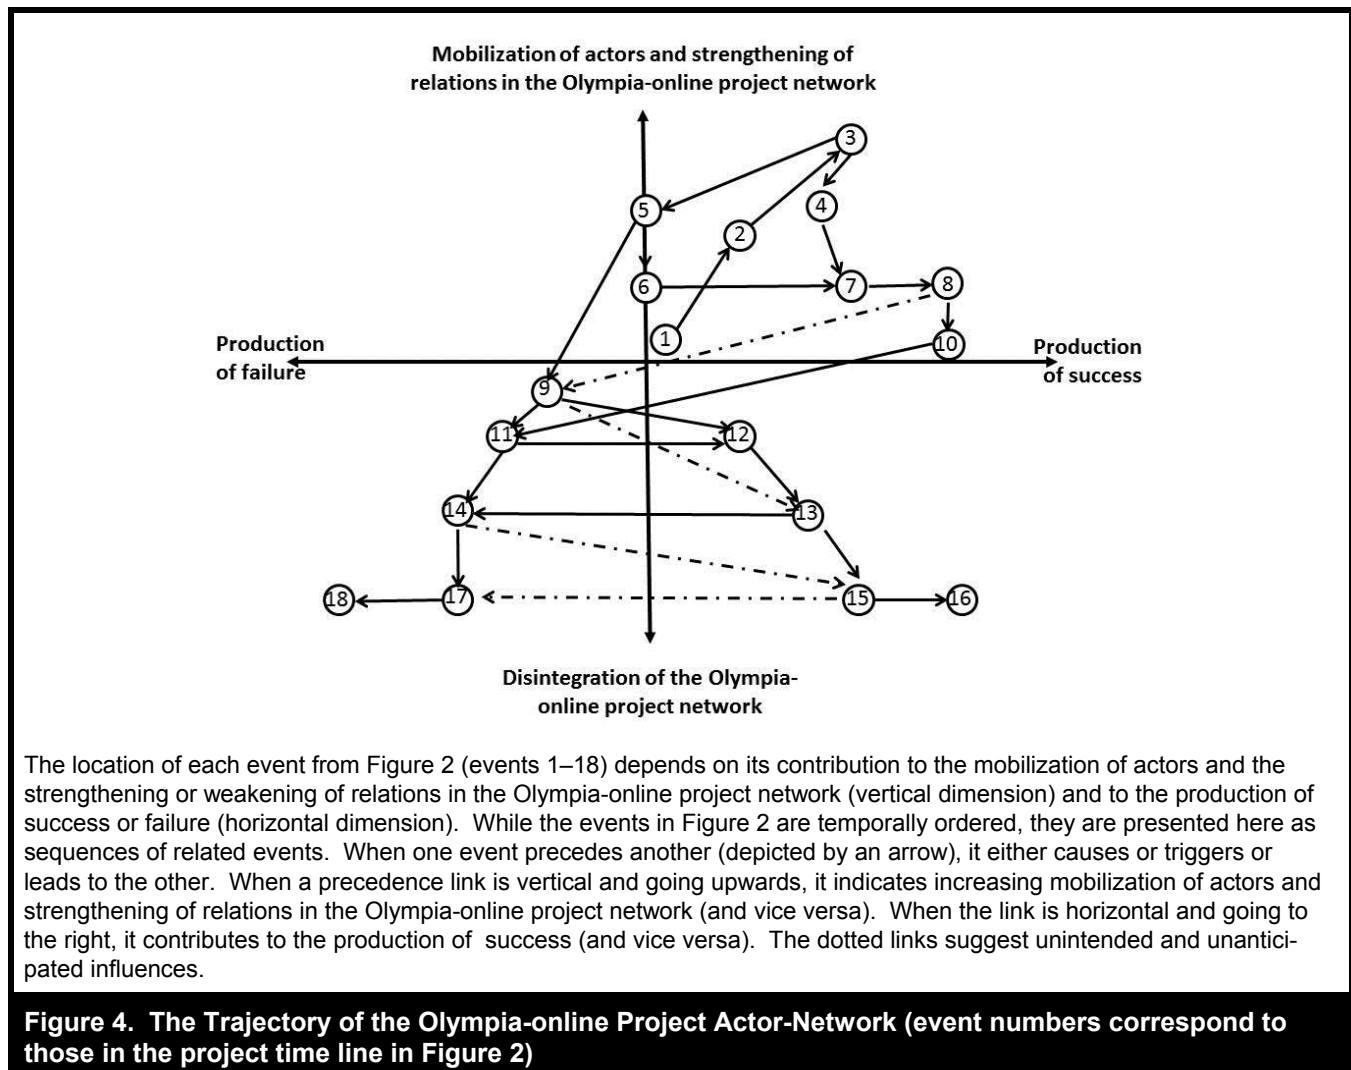 Mobilization of actors and strengthening of
relations in the Olympia-online project network
3
5
4
2
6
7
8
1
10
Production
of failure
Production
of success
9
11
12
14
13
18
17
15
16
Disintegration of the Olympia-
online project network
The location of each event from Figure 2 (events 1–18) depends on its contribution to the mobilization of actors and the
strengthening or weakening of relations in the Olympia-online project network (vertical dimension) and to the production of
success or failure (horizontal dimension).  While the events in Figure 2 are temporally ordered, they are presented here as
sequences of related events.  When one event precedes another (depicted by an arrow), it either causes or triggers or
leads to the other.  When a precedence link is vertical and going upwards, it indicates increasing mobilization of actors and
strengthening of relations in the Olympia-online project network (and vice versa).  When the link is horizontal and going to
the right, it contributes to the production of  success (and vice versa).  The dotted links suggest unintended and unantici-
pated influences.
Figure 4.  The Trajectory of the Olympia-online Project Actor-Network (event numbers correspond to
those in the project time line in Figure 2)